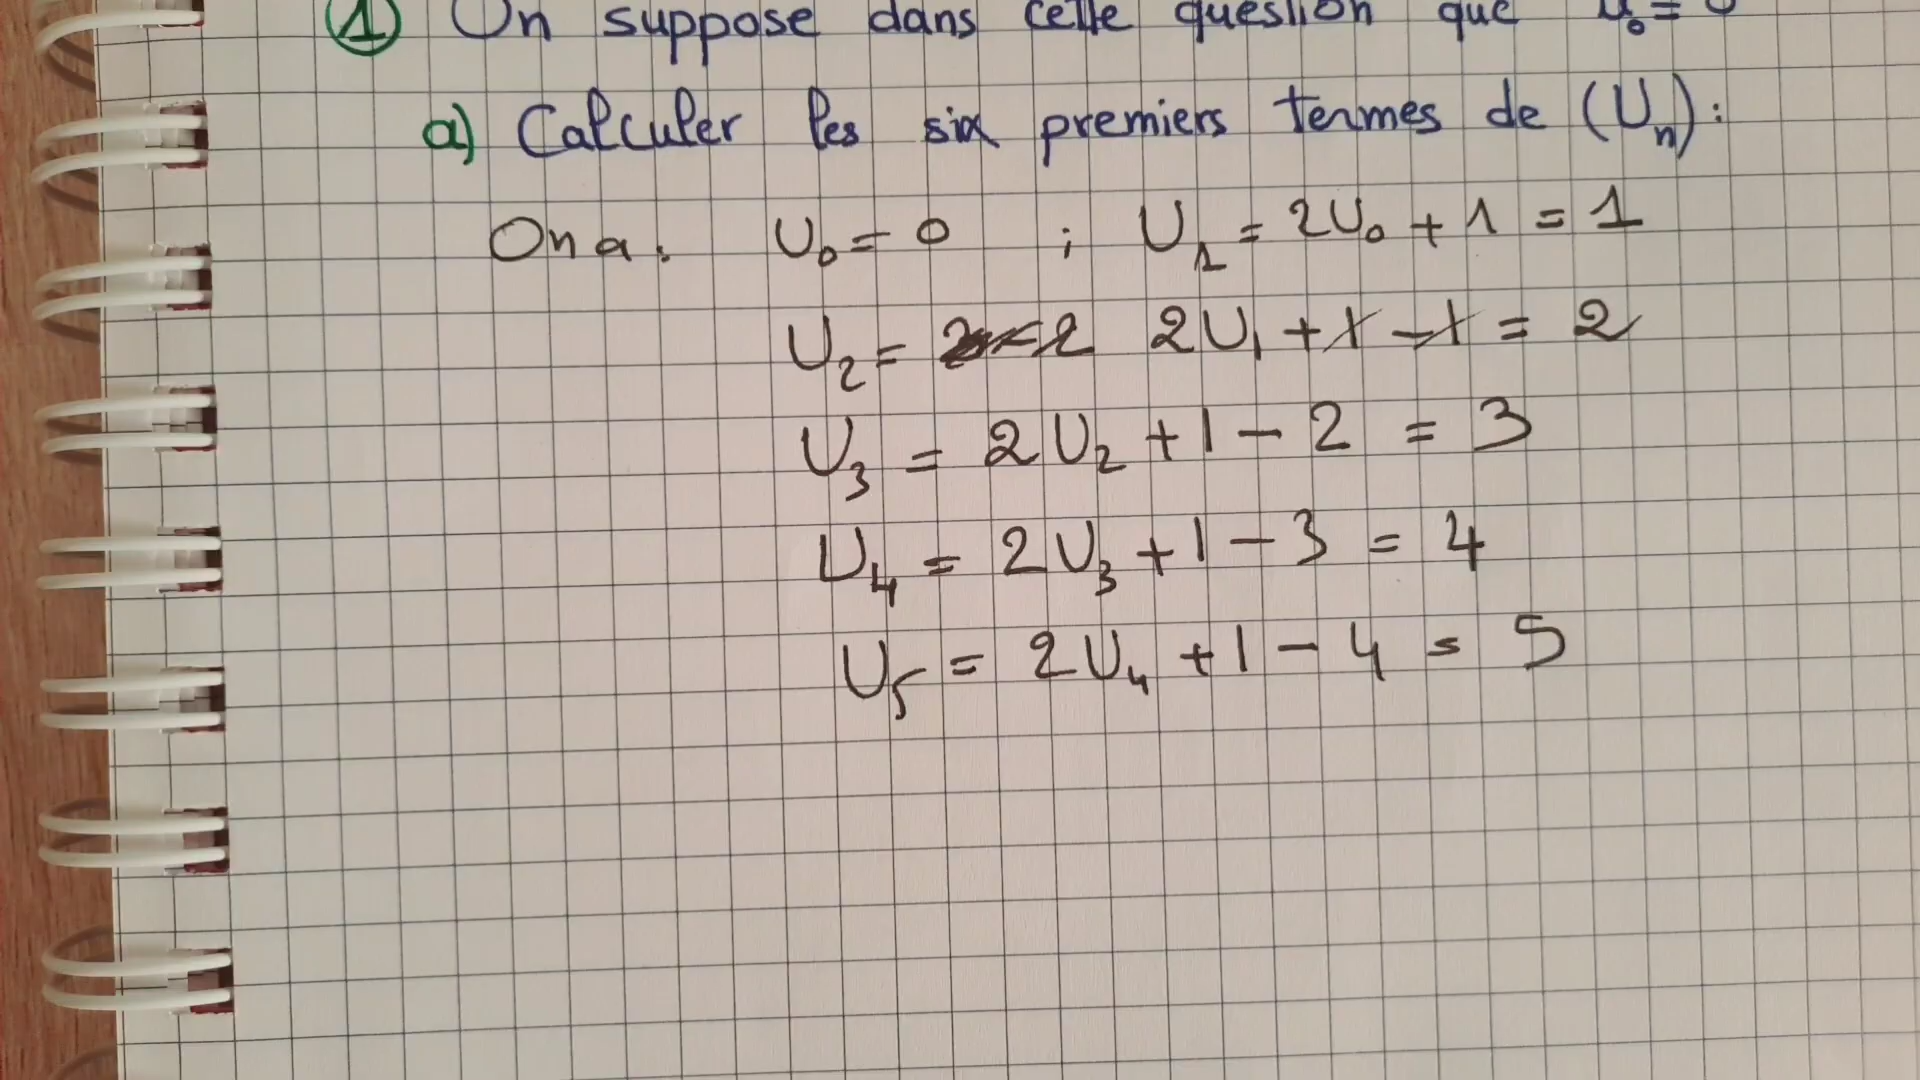 ① On suppose dans cette question que u₀ = 0
a) Calculer les six premiers termes de (Uₙ):
On a: U₀ = 0 ; U₁ = 2U₀ + 1 = 1
U₂ = 2U₁ + 1 - 1 = 2
U₃ = 2U₂ + 1 - 2 = 3
U₄ = 2U₃ + 1 - 3 = 4
U₅ = 2U₄ + 1 - 4 = 5